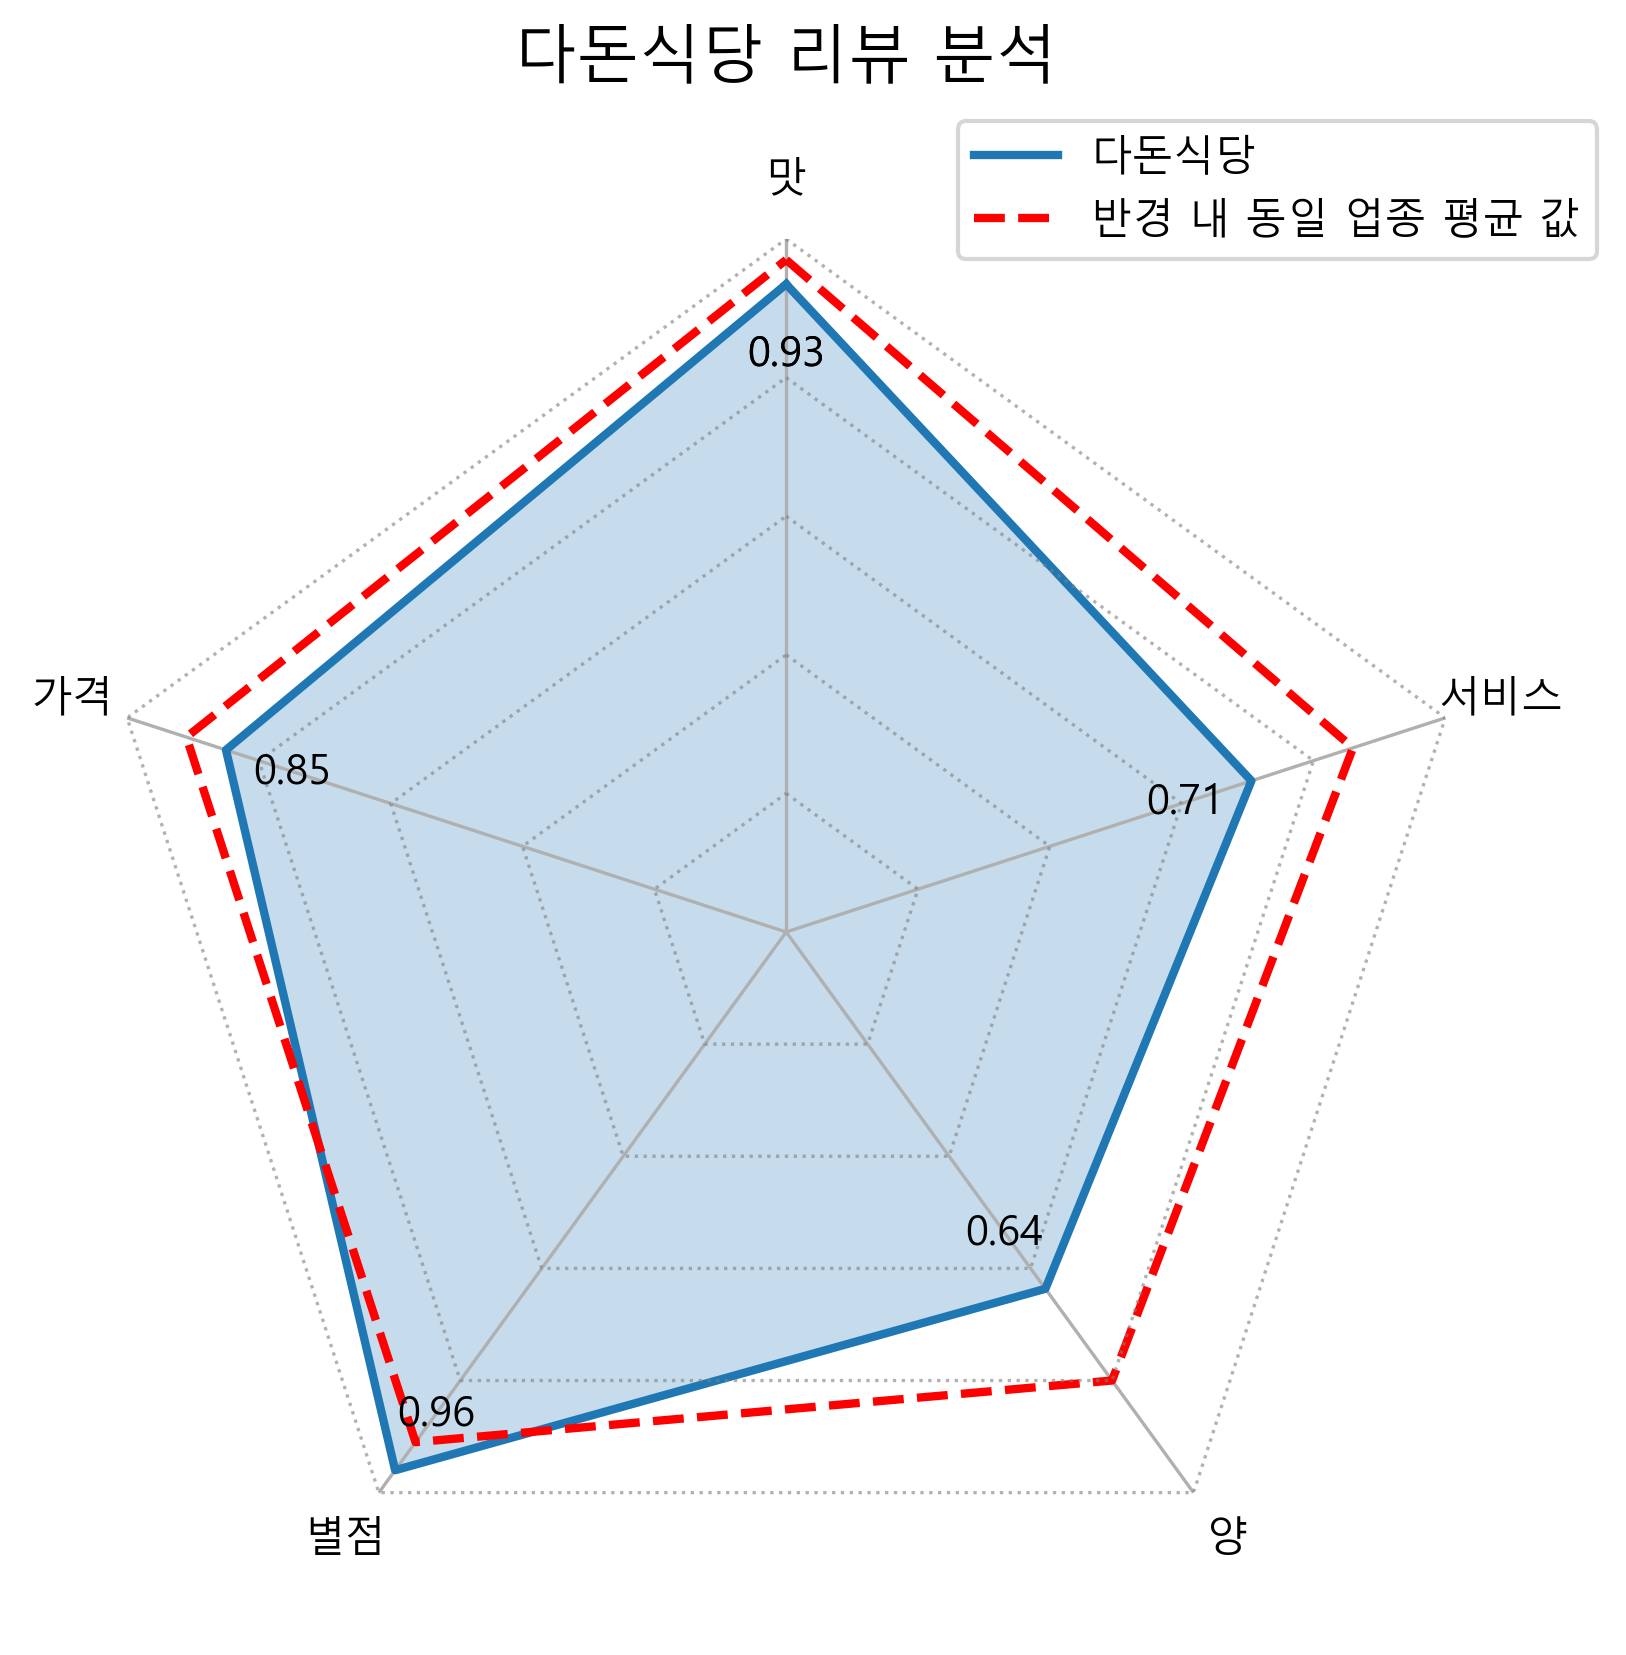 다돈식당 리뷰 분석
다돈식당
반경 내 동일 업종 평균 값
맛
0.93
가격
서비스
0.85
0.71
0.64
0.96
별점
양